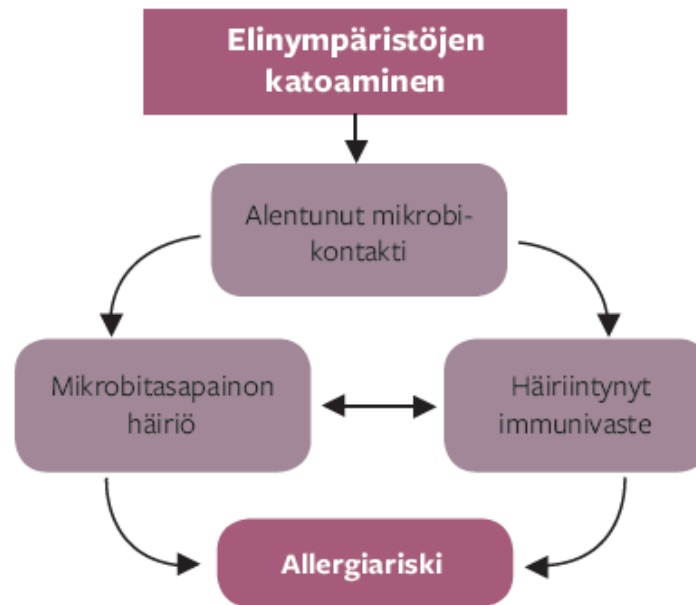 Elinympäristöjen
katoaminen
Alentunut mikrobi-
kontakti
Mikrobitasapainon
häiriö
Häiriintynyt
immunivaste
Allergiariski